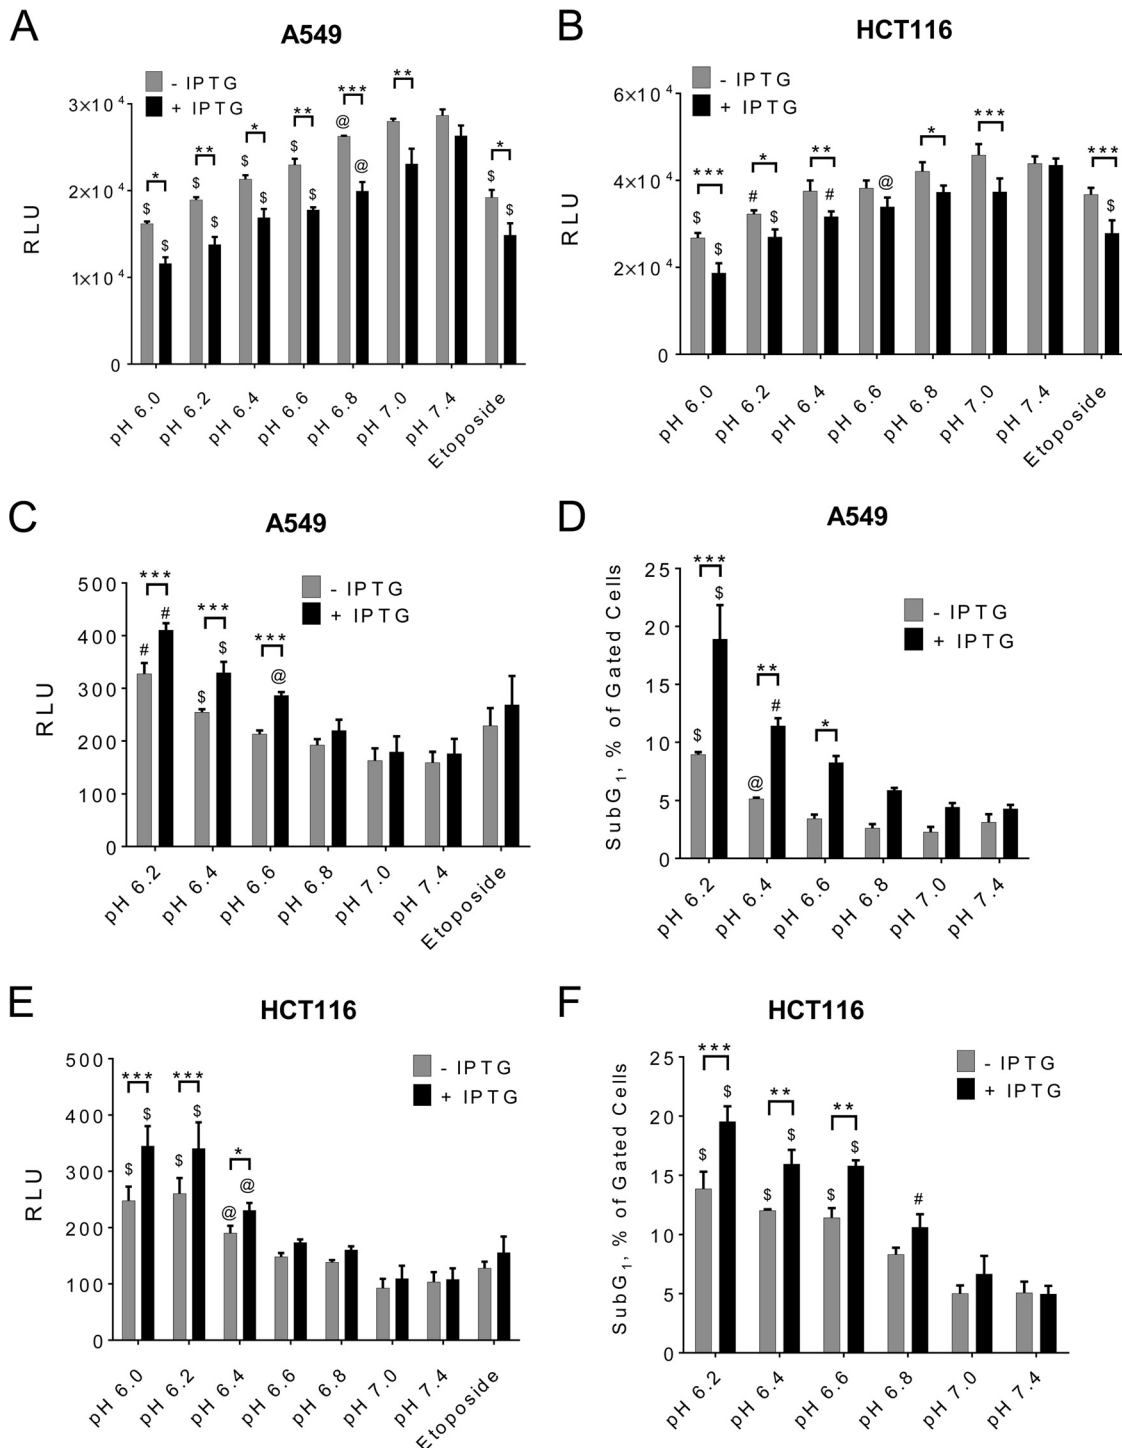 A
A549
- IPTG
+ IPTG
RLU
3×10⁴
2×10⁴
1×10⁴
0
* ** * ** *** ** *
$ $ $ $ $ $ $ $ @ @ $ $
pH 6.0
pH 6.2
pH 6.4
pH 6.6
pH 6.8
pH 7.0
pH 7.4
Etoposide
B
HCT116
- IPTG
+ IPTG
RLU
6×10⁴
4×10⁴
2×10⁴
0
*** * ** * *** ***
$ $ # $ # @ $
pH 6.0
pH 6.2
pH 6.4
pH 6.6
pH 6.8
pH 7.0
pH 7.4
Etoposide
C
A549
- IPTG
+ IPTG
RLU
500
400
300
200
100
0
*** *** ***
# # $ $ @
pH 6.2
pH 6.4
pH 6.6
pH 6.8
pH 7.0
pH 7.4
Etoposide
D
A549
- IPTG
+ IPTG
SubG₁, % of Gated Cells
25
20
15
10
5
0
*** ** *
$ $ @ #
pH 6.2
pH 6.4
pH 6.6
pH 6.8
pH 7.0
pH 7.4
E
HCT116
- IPTG
+ IPTG
RLU
500
400
300
200
100
0
*** *** *
$ $ $ $ @ @
pH 6.0
pH 6.2
pH 6.4
pH 6.6
pH 6.8
pH 7.0
pH 7.4
Etoposide
F
HCT116
- IPTG
+ IPTG
SubG₁, % of Gated Cells
25
20
15
10
5
0
*** ** **
$ $ $ $ $ $ #
pH 6.2
pH 6.4
pH 6.6
pH 6.8
pH 7.0
pH 7.4